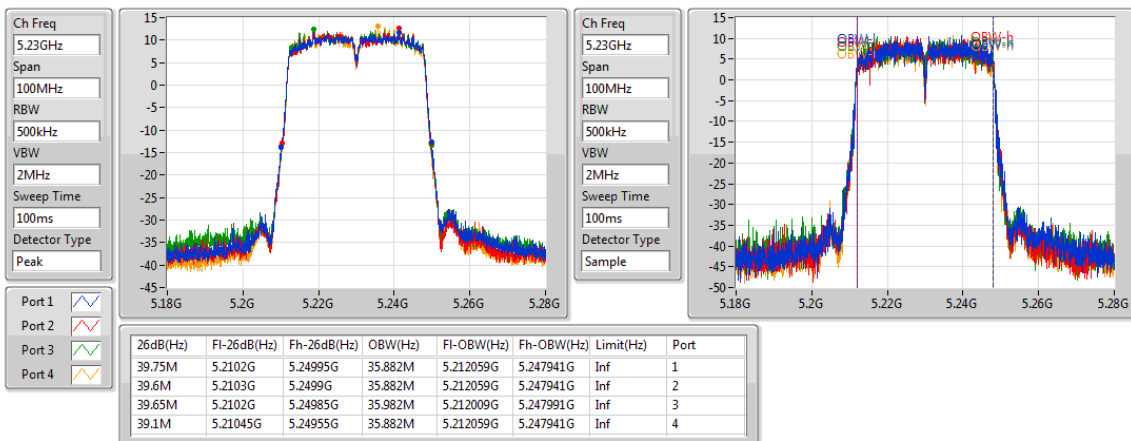 Ch Freq
5.23GHz
Span
100MHz
RBW
500kHz
VBW
2MHz
Sweep Time
100ms
Detector Type
Peak
15
10
5
0
-5
-10
-15
-20
-25
-30
-35
-40
-45
5.18G 5.2G 5.22G 5.24G 5.26G 5.28G
Ch Freq
5.23GHz
Span
100MHz
RBW
500kHz
VBW
2MHz
Sweep Time
100ms
Detector Type
Sample
15
10
5
0
-5
-10
-15
-20
-25
-30
-35
-40
-45
-50
OBW-h
5.18G 5.2G 5.22G 5.24G 5.26G 5.28G
Port 1
Port 2
Port 3
Port 4
26dB(Hz) Fl-26dB(Hz) Fh-26dB(Hz) OBW(Hz) Fl-OBW(Hz) Fh-OBW(Hz) Limit(Hz) Port
39.75M 5.2102G 5.24995G 35.882M 5.212059G 5.247941G Inf 1
39.6M 5.2103G 5.2499G 35.882M 5.212059G 5.247941G Inf 2
39.65M 5.2102G 5.24985G 35.982M 5.212009G 5.247991G Inf 3
39.1M 5.21045G 5.24955G 35.882M 5.212059G 5.247941G Inf 4